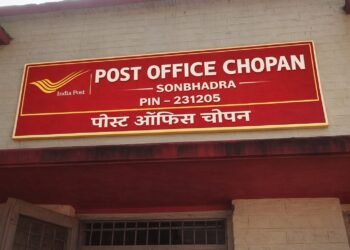 India Post
POST OFFICE CHOPAN
SONBHADRA
PIN - 231205
पोस्ट ऑफिस चोपन